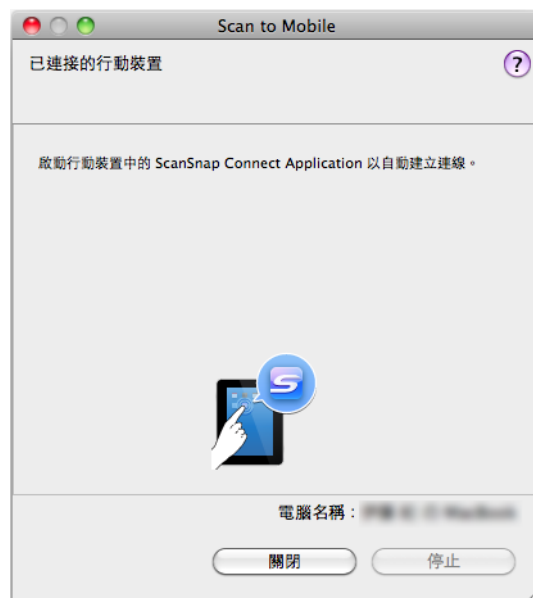 Scan to Mobile
已連接的行動裝置
?
啟動行動裝置中的 ScanSnap Connect Application 以自動建立連線。
電腦名稱：
關閉
停止